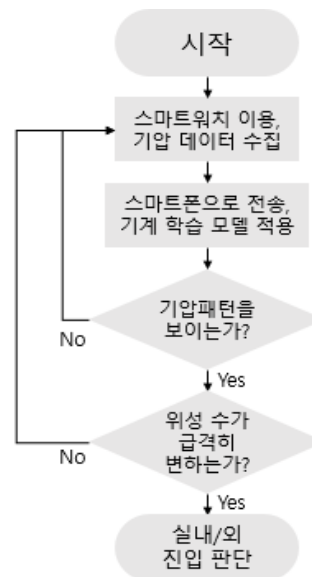 시작
스마트워치 이용,
기압 데이터 수집
스마트폰으로 전송,
기계 학습 모델 적용
기압패턴을
보이는가?
No
Yes
위성 수가
급격히
변하는가?
No
Yes
실내/외
진입 판단